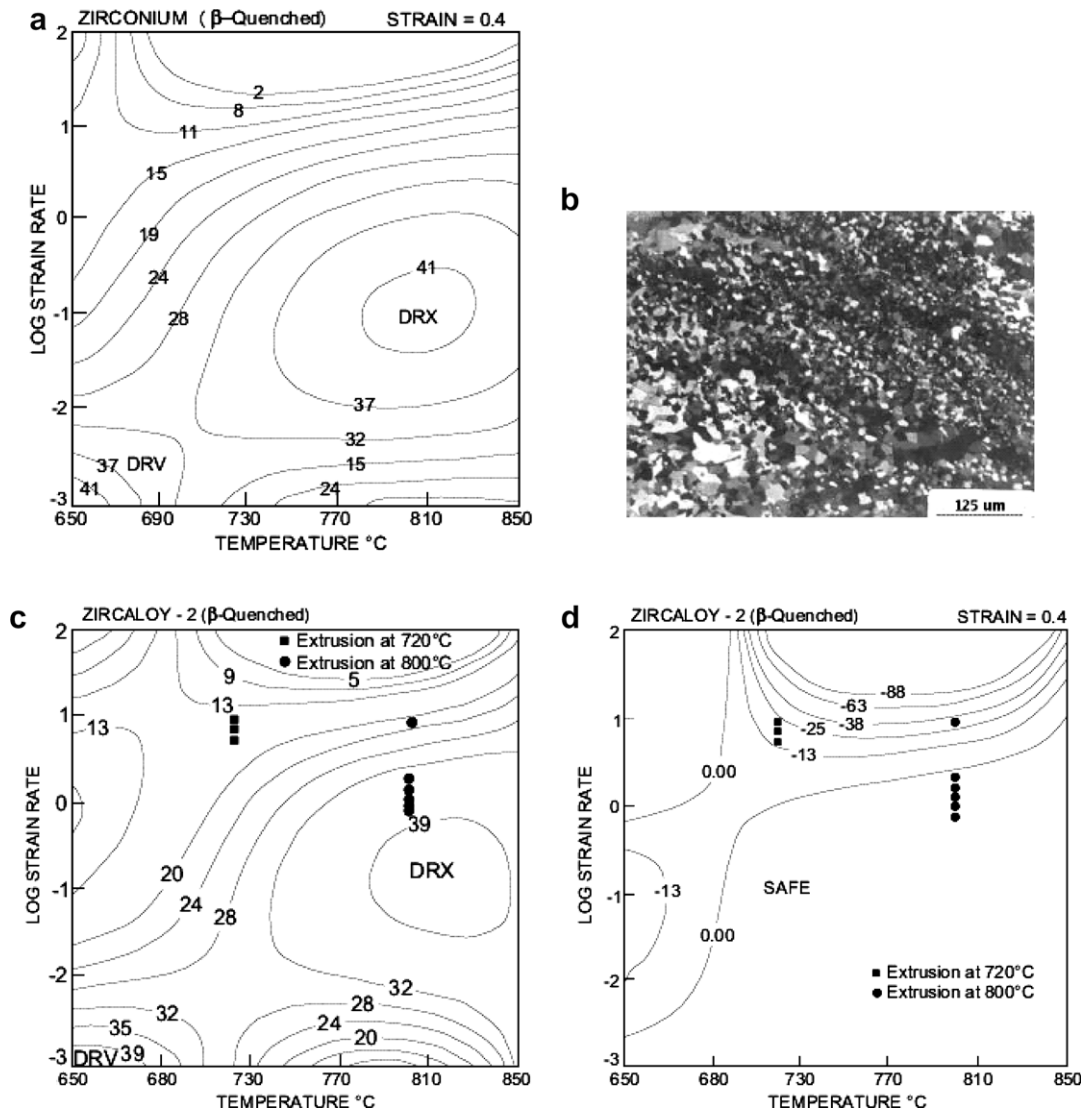 a
ZIRCONIUM ( β–Quenched) STRAIN = 0.4
2
1
0
-1
-2
-3
LOG STRAIN RATE
2
8
11
15
19
24
28
41
DRX
37
32
15
24
37
DRV
41
650 690 730 770 810 850
TEMPERATURE °C
b
125 um
c
ZIRCALOY - 2 (β-Quenched)
■ Extrusion at 720°C
● Extrusion at 800°C
2
1
0
-1
-2
-3
LOG STRAIN RATE
9
5
13
13
39
DRX
20
24
28
32
28
24
20
32
35
DRV
39
650 680 730 770 810 850
TEMPERATURE °C
d
ZIRCALOY - 2 (β-Quenched) STRAIN = 0.4
2
1
0
-1
-2
-3
LOG STRAIN RATE
-88
-63
-38
-25
-13
0.00
-13
SAFE
0.00
■ Extrusion at 720°C
● Extrusion at 800°C
650 680 730 770 810 850
TEMPERATURE °C